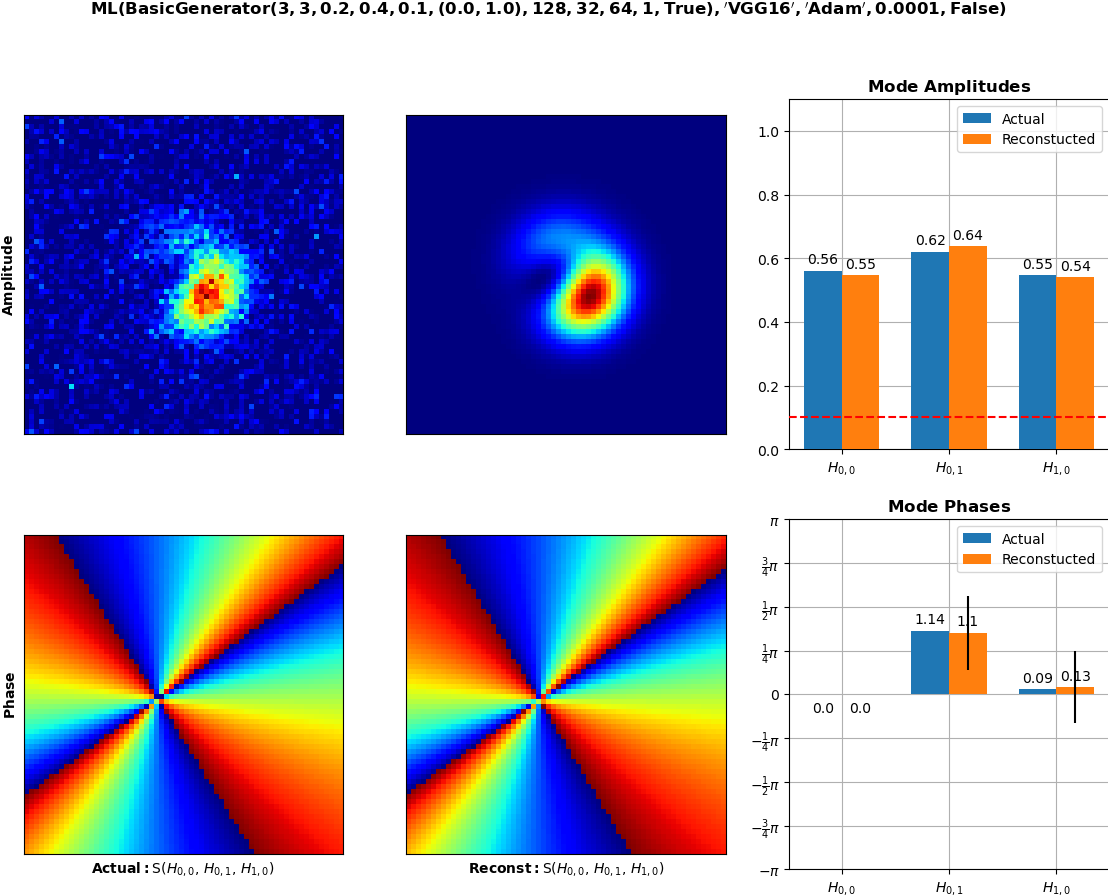 ML(BasicGenerator(3, 3, 0.2, 0.4, 0.1, (0.0, 1.0), 128, 32, 64, 1, True), ′VGG16′, ′Adam′, 0.0001, False)
Amplitude
Mode Amplitudes
Actual
Reconstucted
1.0
0.8
0.6
0.4
0.2
0.0
0.56 0.55
0.62 0.64
0.55 0.54
H0,0 H0,1 H1,0
Phase
Actual: S(H0,0, H0,1, H1,0)
Reconst: S(H0,0, H0,1, H1,0)
Mode Phases
Actual
Reconstucted
π
3/4π
1/2π
1/4π
0
−1/4π
−1/2π
−3/4π
−π
0.0 0.0
1.14 1.1
0.09 0.13
H0,0 H0,1 H1,0